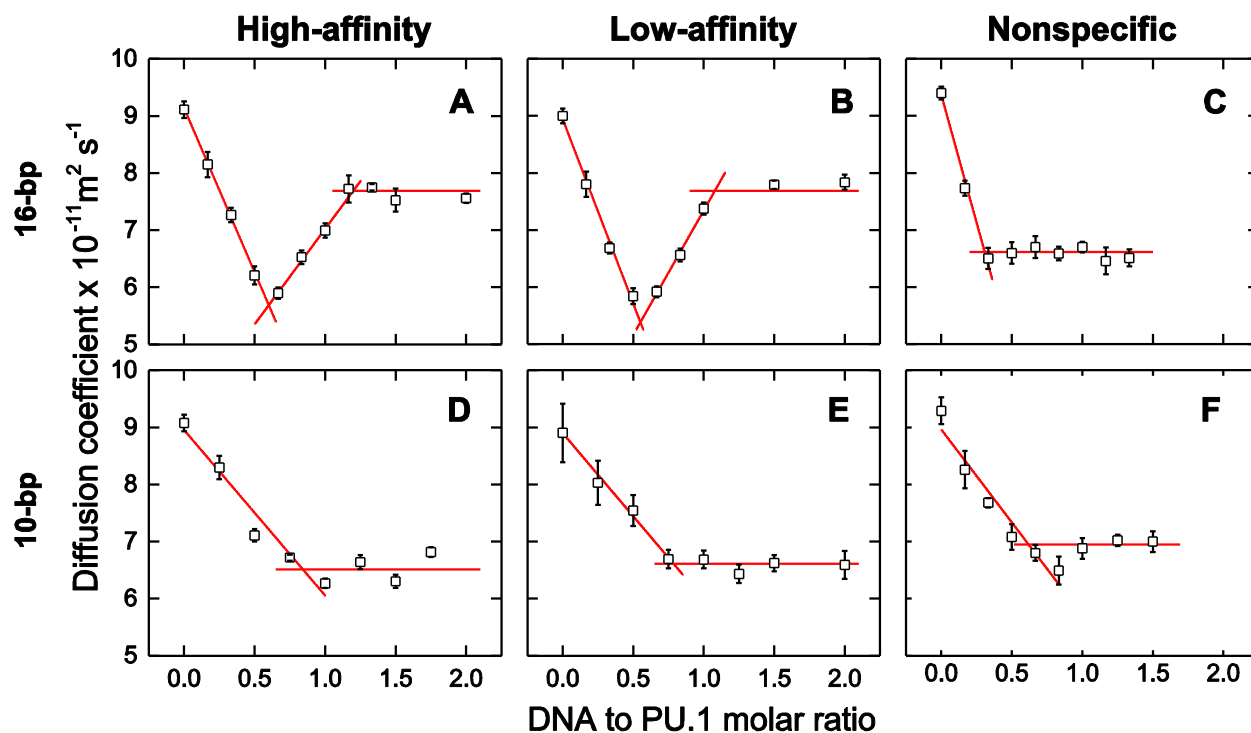 High-affinity Low-affinity Nonspecific
16-bp
10-bp
Diffusion coefficient x 10⁻¹¹m² s⁻¹
10
9
8
7
6
5
A
B
C
10
9
8
7
6
5
D
E
F
0.0 0.5 1.0 1.5 2.0 0.0 0.5 1.0 1.5 2.0 0.0 0.5 1.0 1.5 2.0
DNA to PU.1 molar ratio